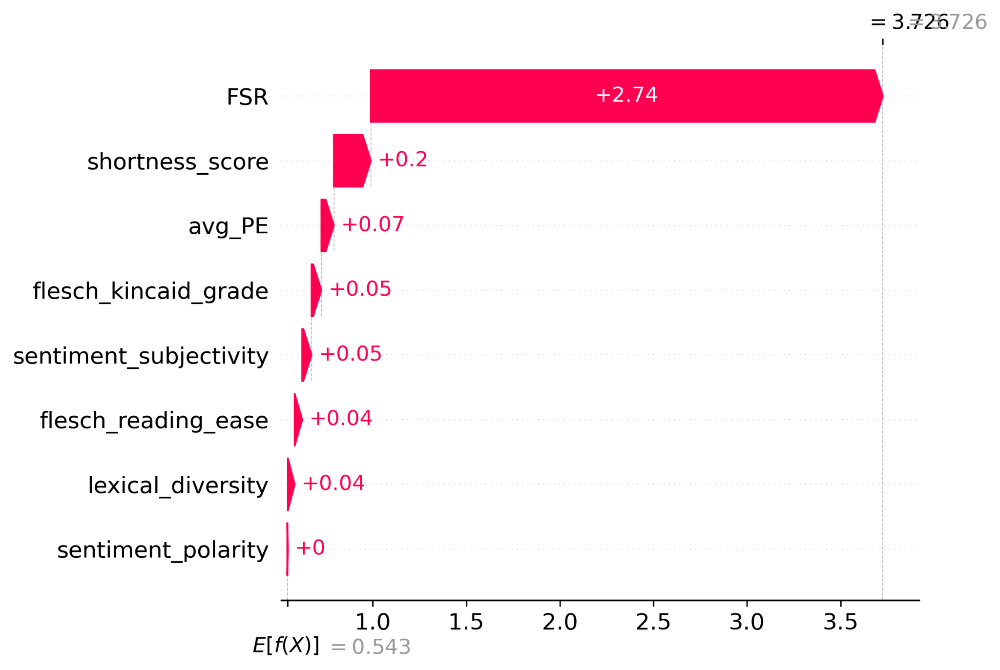 = 3.726 = 3.726
FSR +2.74
shortness_score +0.2
avg_PE +0.07
flesch_kincaid_grade +0.05
sentiment_subjectivity +0.05
flesch_reading_ease +0.04
lexical_diversity +0.04
sentiment_polarity +0
1.0 1.5 2.0 2.5 3.0 3.5
E[f(X)] = 0.543